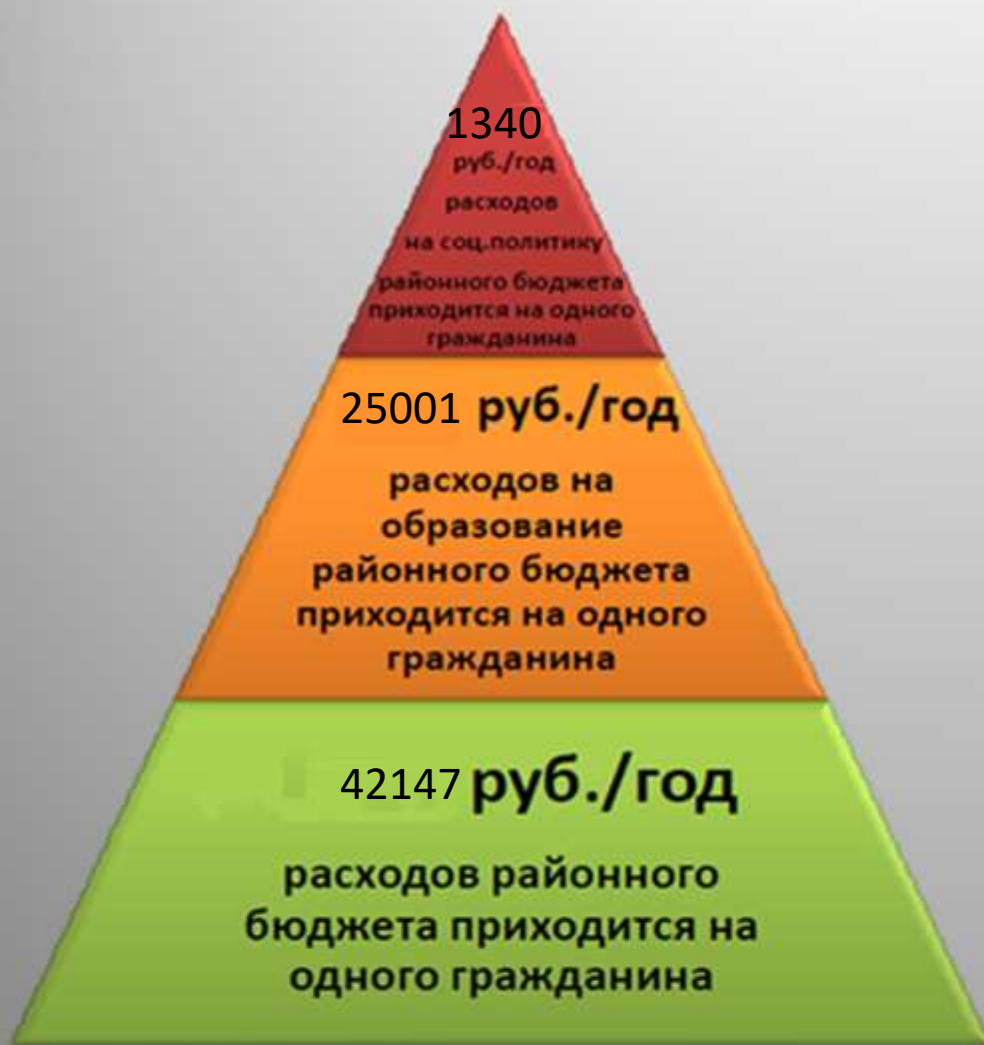 1340
руб./год
расходов
на соц.политику
районного бюджета
приходится на одного
гражданина
25001 руб./год
расходов на
образование
районного бюджета
приходится на одного
гражданина
42147 руб./год
расходов районного
бюджета приходится на
одного гражданина